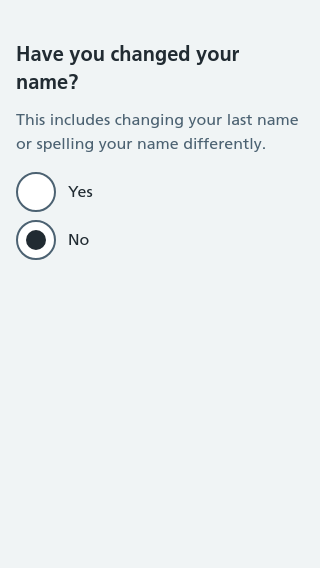 Have you changed your
name?
This includes changing your last name
or spelling your name differently.
Yes
No